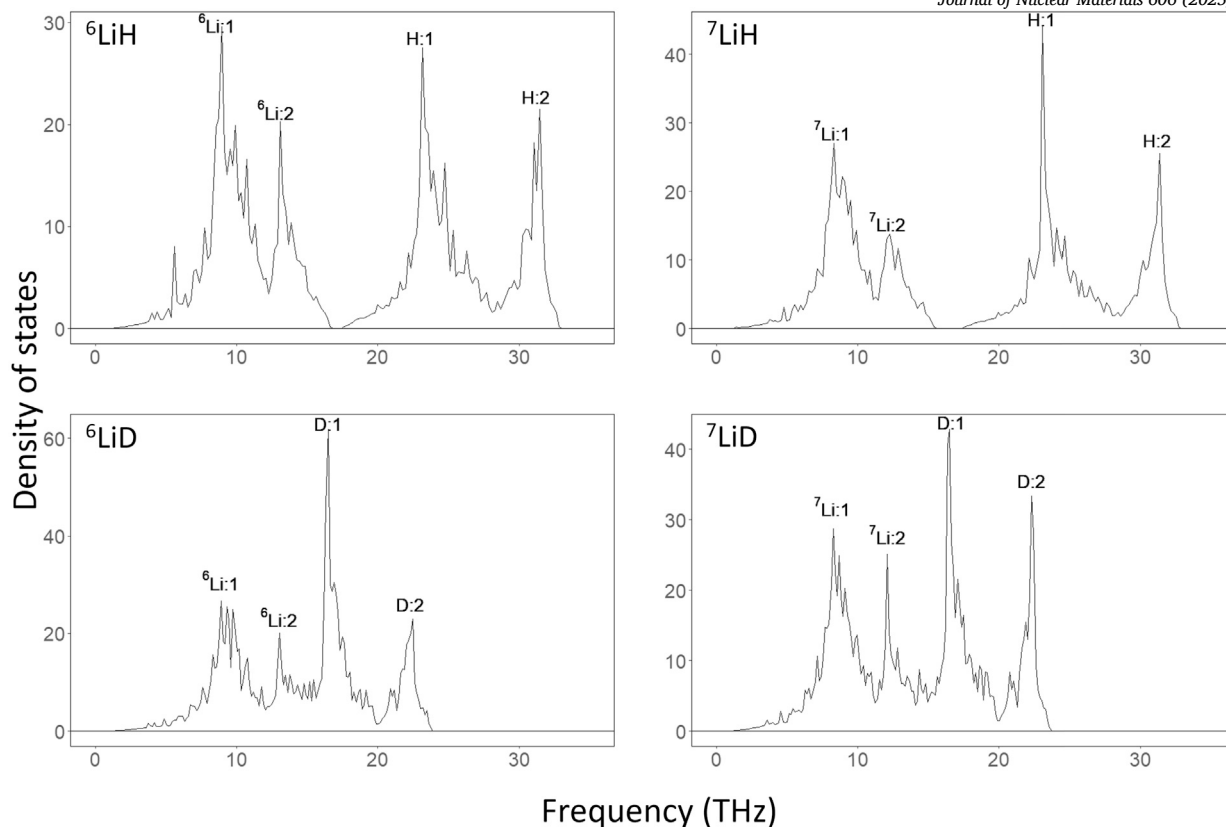 Journal of Nuclear Materials 606 (2025
⁶LiH
⁶Li:1
⁶Li:2
H:1
H:2
30
20
10
0
0 10 20 30
⁷LiH
⁷Li:1
⁷Li:2
H:1
H:2
40
30
20
10
0
0 10 20 30
⁶LiD
⁶Li:1
⁶Li:2
D:1
D:2
60
40
20
0
0 10 20 30
⁷LiD
⁷Li:1
⁷Li:2
D:1
D:2
40
30
20
10
0
0 10 20 30
Density of states
Frequency (THz)